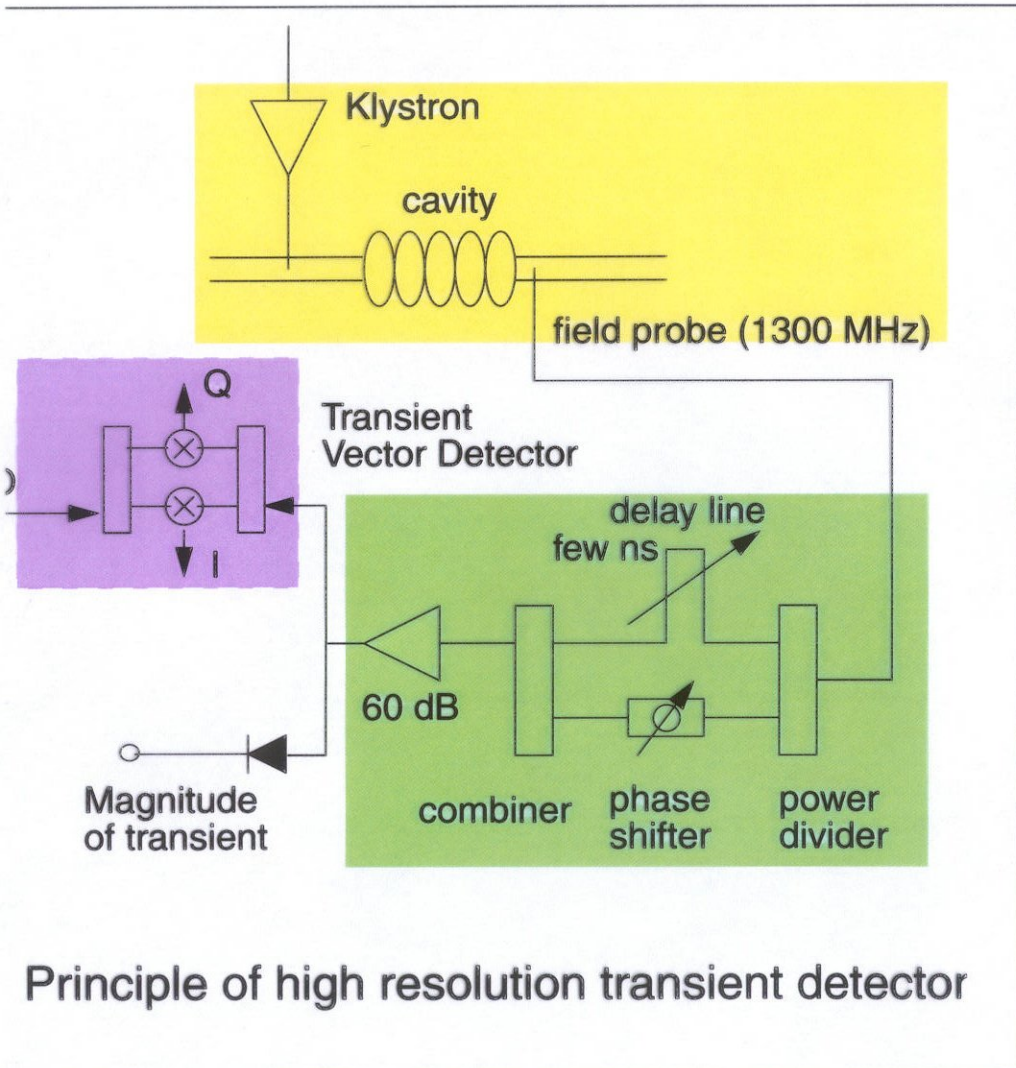 Klystron
cavity
field probe (1300 MHz)
Q
Transient
Vector Detector
I
delay line
few ns
60 dB
Magnitude
of transient
combiner
phase
shifter
power
divider
Principle of high resolution transient detector